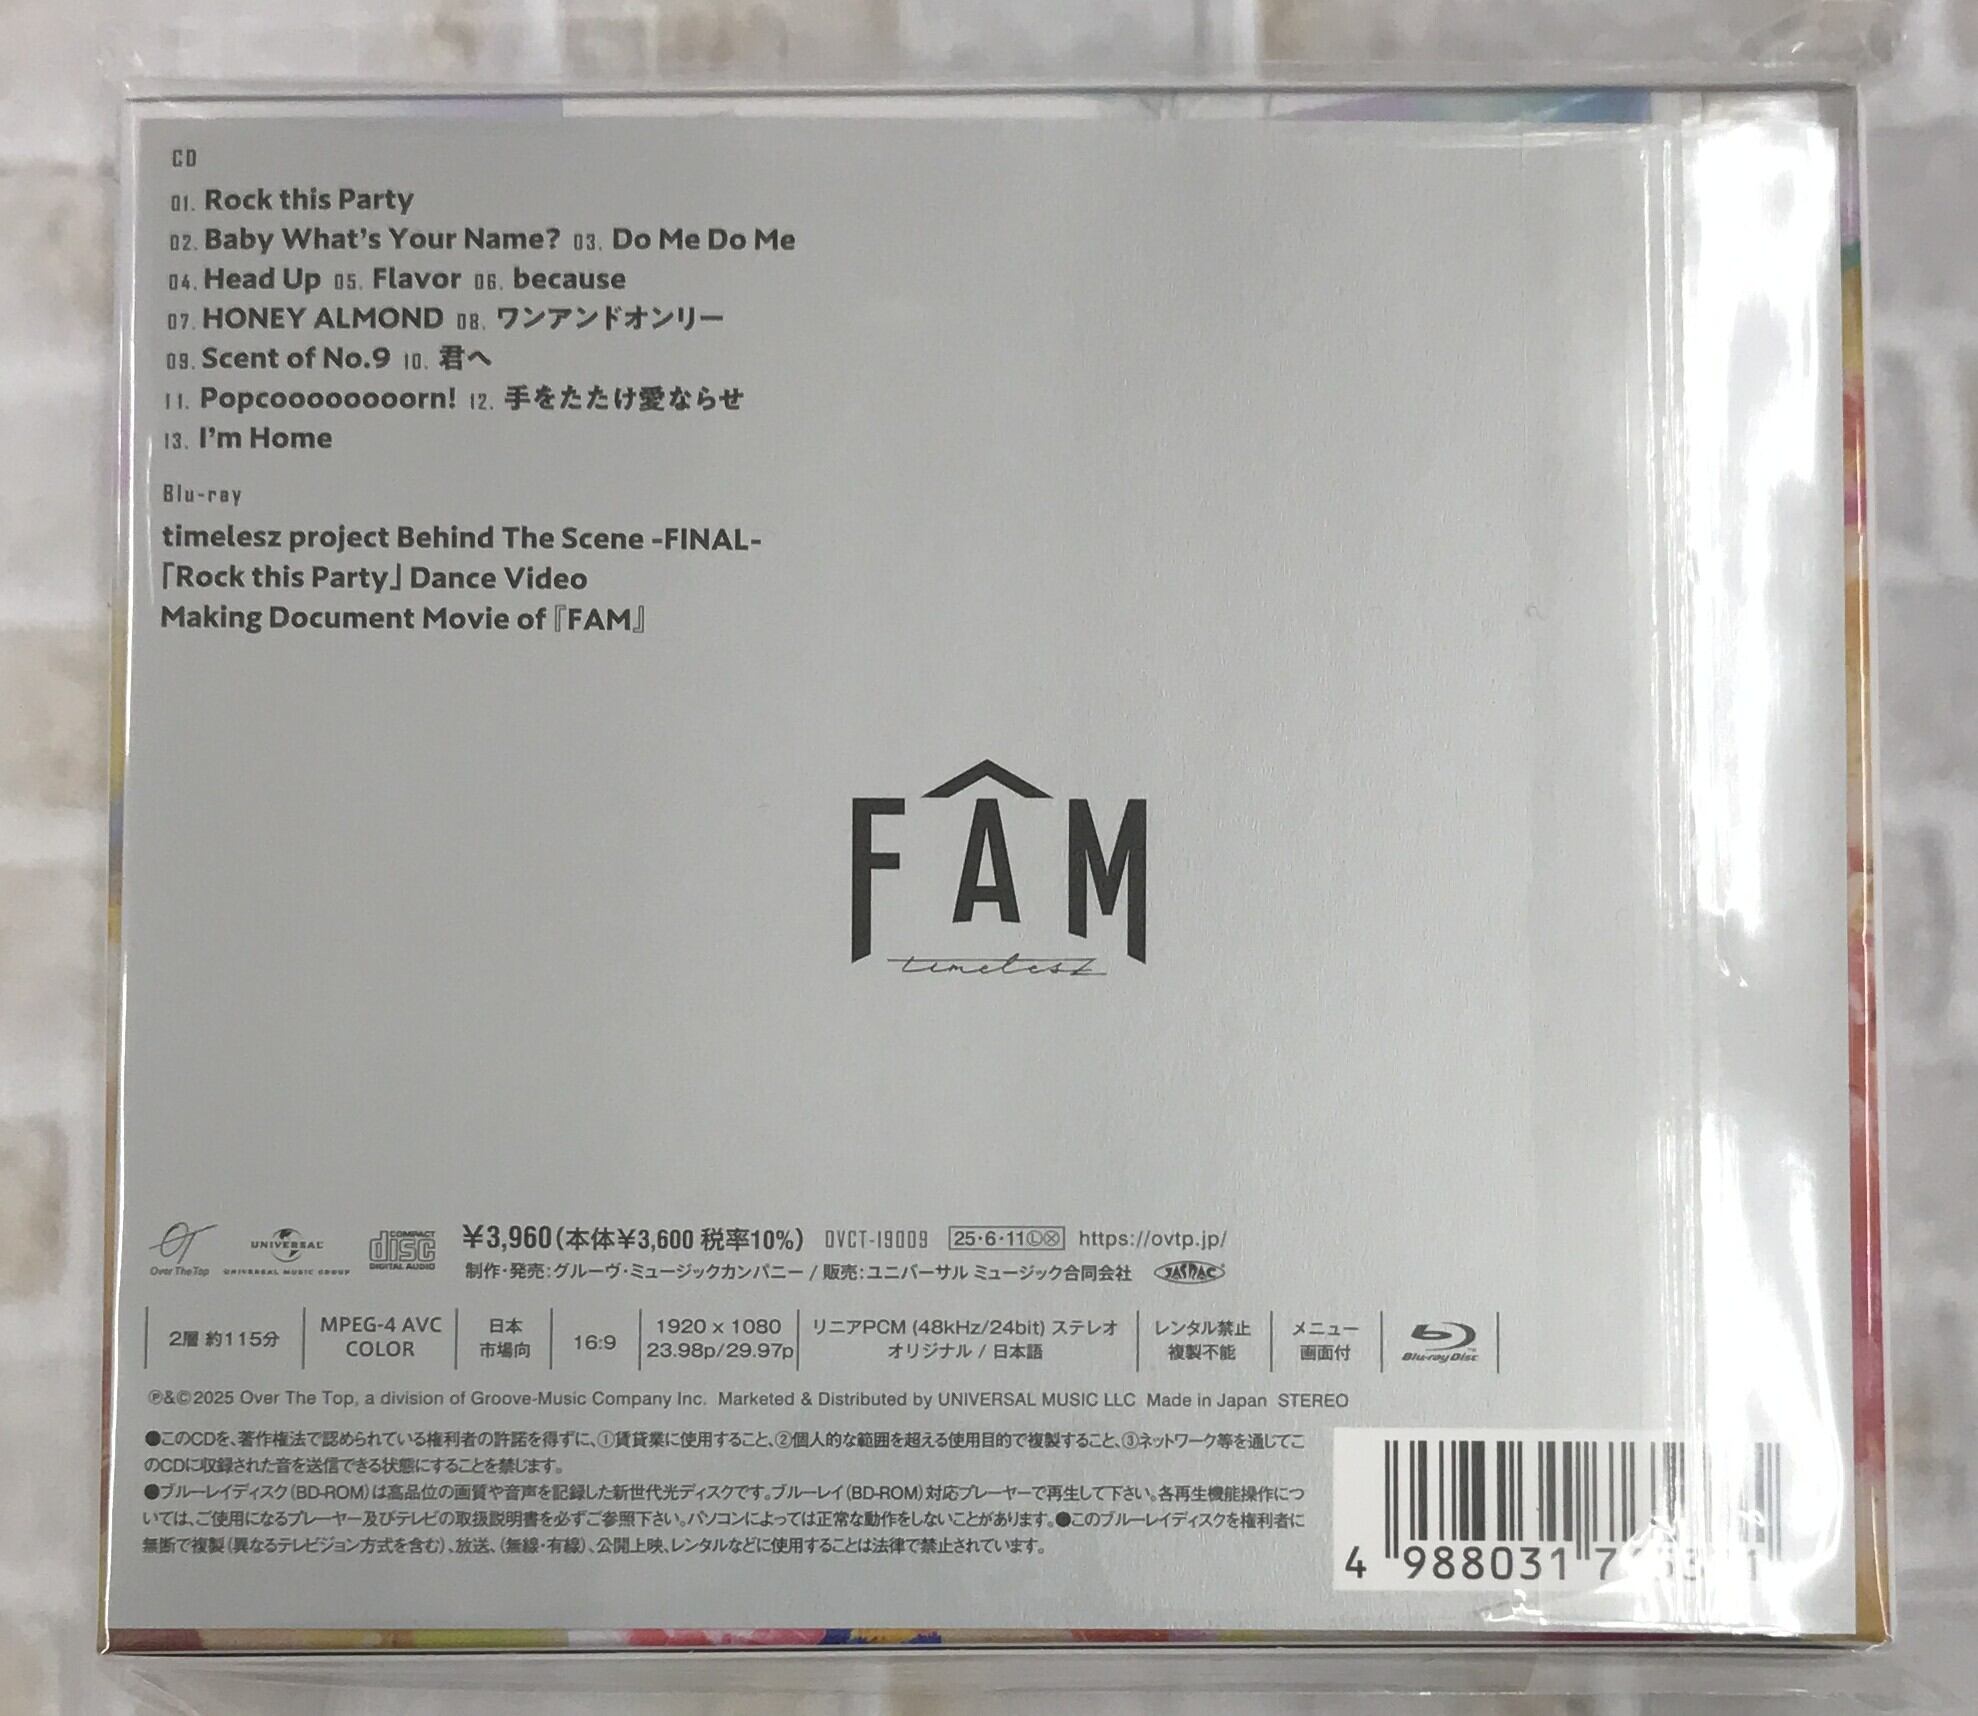 CD
01. Rock this Party
02. Baby What's Your Name? 03. Do Me Do Me
04. Head Up 05. Flavor 06. because
07. HONEY ALMOND 08. ワンアンドオンリー
09. Scent of No.9 10. 君へ
11. Popcoooooooorn! 12. 手をたたけ愛ならせ
13. I'm Home
Blu-ray
timelesz project Behind The Scene -FINAL-
「Rock this Party」Dance Video
Making Document Movie of『FAM』
FAM
timelesz
Over The Top
UNIVERSAL
UNIVERSAL MUSIC GROUP
COMPACT
disc
DIGITAL AUDIO
¥3,960(本体¥3,600 税率10%) OVCT-19009 25・6・11ⓁⓍ https://ovtp.jp/
制作・発売:グルーヴ・ミュージックカンパニー / 販売:ユニバーサル ミュージック合同会社 JASRAC
2層 約115分
MPEG-4 AVC
COLOR
日本
市場向
16:9
1920 x 1080
23.98p/29.97p
リニアPCM (48kHz/24bit) ステレオ
オリジナル / 日本語
レンタル禁止
複製不能
メニュー
画面付
Blu-ray Disc
℗&©2025 Over The Top, a division of Groove-Music Company Inc. Marketed & Distributed by UNIVERSAL MUSIC LLC Made in Japan STEREO
●このCDを、著作権法で認められている権利者の許諾を得ずに、①賃貸業に使用すること、②個人的な範囲を超える使用目的で複製すること、③ネットワーク等を通じてこ
のCDに収録された音を送信できる状態にすることを禁じます。
●ブルーレイディスク(BD-ROM)は高品位の画質や音声を記録した新世代光ディスクです。ブルーレイ(BD-ROM)対応プレーヤーで再生して下さい。各再生機能操作につ
いては、ご使用になるプレーヤー及びテレビの取扱説明書を必ずご参照下さい。パソコンによっては正常な動作をしないことがあります。●このブルーレイディスクを権利者に
無断で複製(異なるテレビジョン方式を含む)、放送、(無線・有線)、公開上映、レンタルなどに使用することは法律で禁止されています。
4 988031